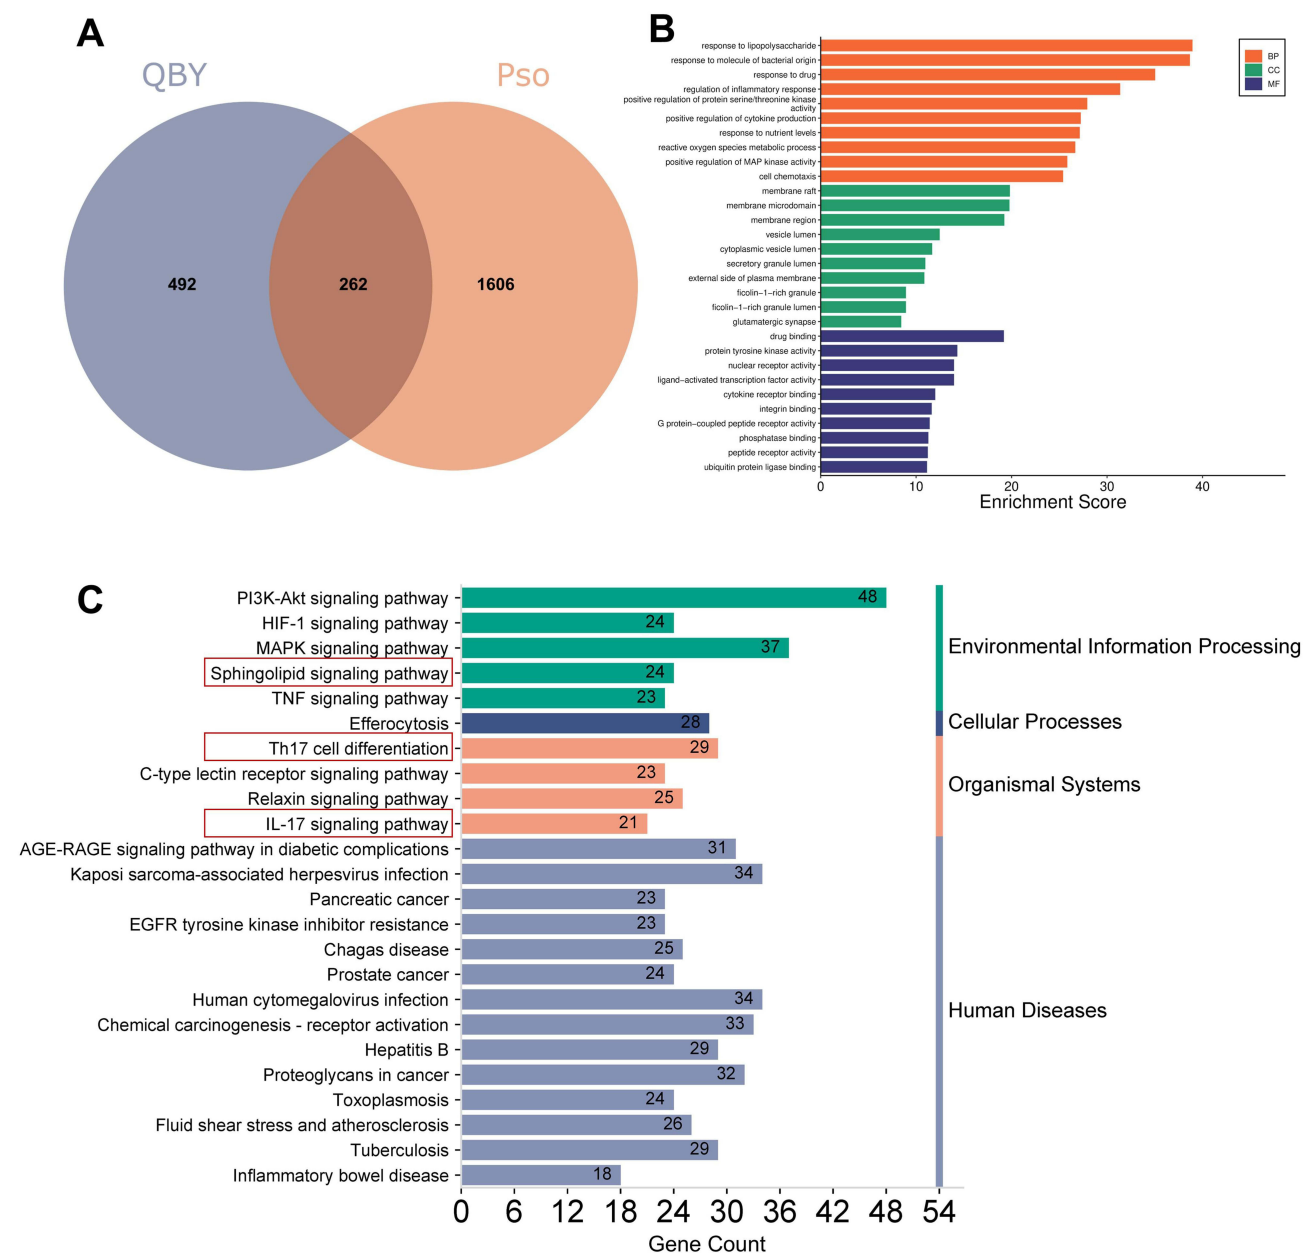 A
QBY
Pso
492
262
1606
B
response to lipopolysaccharide
response to molecule of bacterial origin
response to drug
regulation of inflammatory response
positive regulation of protein serine/threonine kinase
activity
positive regulation of cytokine production
response to nutrient levels
reactive oxygen species metabolic process
positive regulation of MAP kinase activity
cell chemotaxis
membrane raft
membrane microdomain
membrane region
vesicle lumen
cytoplasmic vesicle lumen
secretory granule lumen
external side of plasma membrane
ficolin−1−rich granule
ficolin−1−rich granule lumen
glutamatergic synapse
drug binding
protein tyrosine kinase activity
nuclear receptor activity
ligand−activated transcription factor activity
cytokine receptor binding
integrin binding
G protein−coupled peptide receptor activity
phosphatase binding
peptide receptor activity
ubiquitin protein ligase binding
0 10 20 30 40
Enrichment Score
BP
CC
MF
C
PI3K-Akt signaling pathway 48
HIF-1 signaling pathway 24
MAPK signaling pathway 37
Sphingolipid signaling pathway 24
TNF signaling pathway 23
Efferocytosis 28
Th17 cell differentiation 29
C-type lectin receptor signaling pathway 23
Relaxin signaling pathway 25
IL-17 signaling pathway 21
AGE-RAGE signaling pathway in diabetic complications 31
Kaposi sarcoma-associated herpesvirus infection 34
Pancreatic cancer 23
EGFR tyrosine kinase inhibitor resistance 23
Chagas disease 25
Prostate cancer 24
Human cytomegalovirus infection 34
Chemical carcinogenesis - receptor activation 33
Hepatitis B 29
Proteoglycans in cancer 32
Toxoplasmosis 24
Fluid shear stress and atherosclerosis 26
Tuberculosis 29
Inflammatory bowel disease 18
0 6 12 18 24 30 36 42 48 54
Gene Count
Environmental Information Processing
Cellular Processes
Organismal Systems
Human Diseases